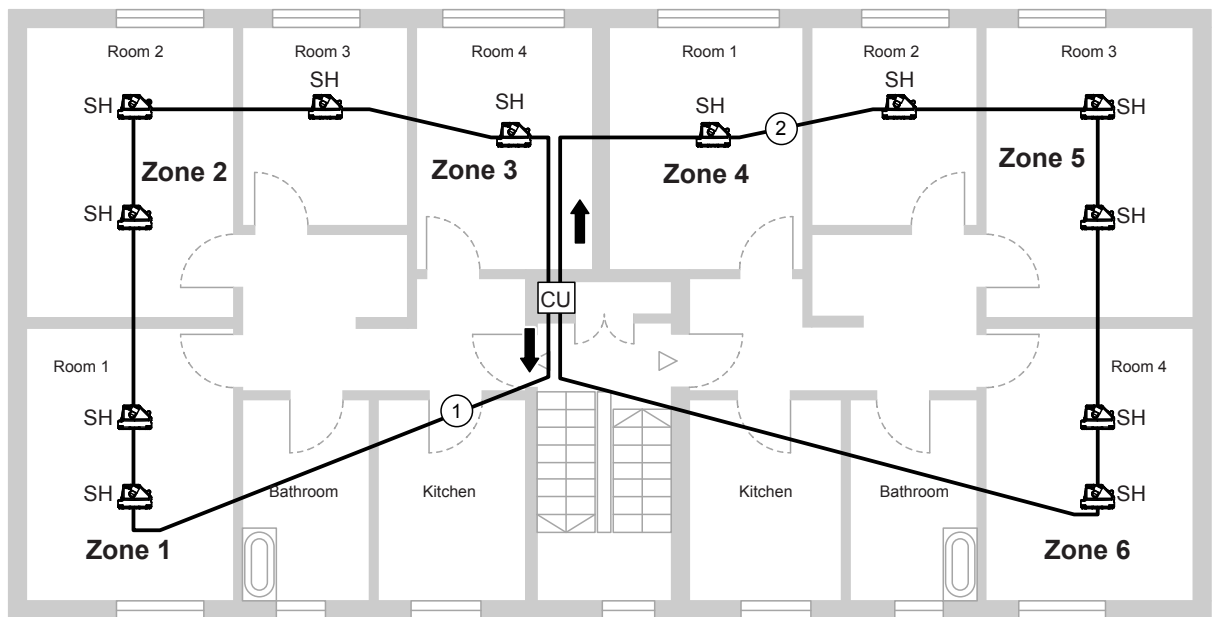 Room 2
Room 3
Room 4
Room 1
Room 2
Room 3
SH
SH
SH
SH
SH
SH
2
Zone 2
Zone 3
Zone 4
Zone 5
SH
SH
CU
Room 1
Room 4
1
SH
SH
SH
SH
Bathroom
Kitchen
Kitchen
Bathroom
Zone 1
Zone 6